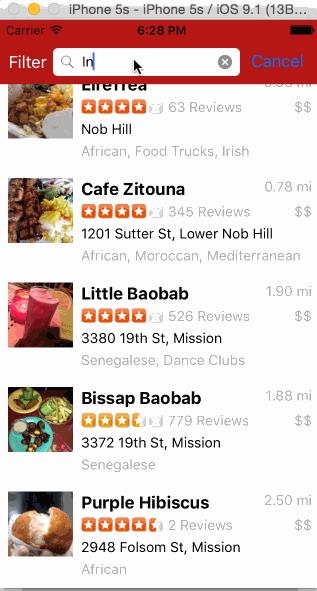 iPhone 5s - iPhone 5s / iOS 9.1 (13B...
Carrier 6:28 PM
Filter In Cancel
63 Reviews $$
Nob Hill
African, Food Trucks, Irish
Cafe Zitouna 0.78 mi
345 Reviews $$
1201 Sutter St, Lower Nob Hill
African, Moroccan, Mediterranean
Little Baobab 1.90 mi
526 Reviews $$
3380 19th St, Mission
Senegalese, Dance Clubs
Bissap Baobab 1.88 mi
779 Reviews $$
3372 19th St, Mission
Senegalese
Purple Hibiscus 2.50 mi
2 Reviews $$
2948 Folsom St, Mission
African